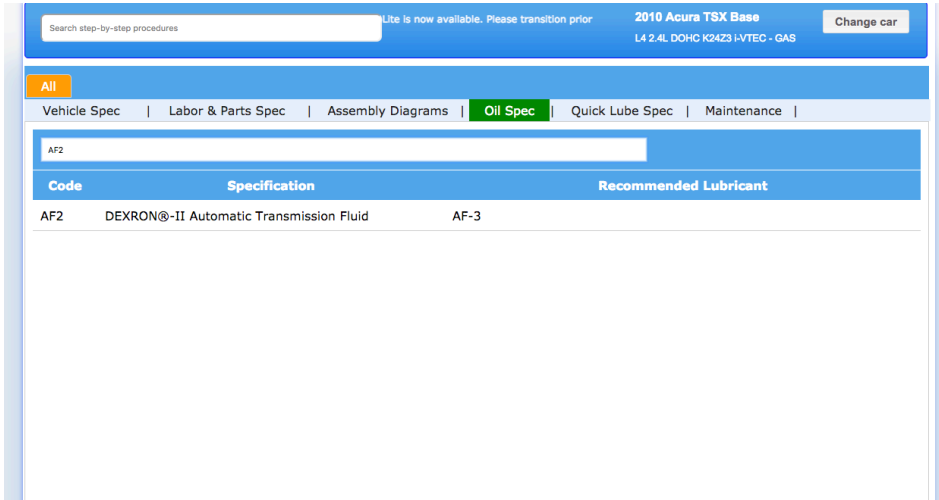 Search step-by-step procedures
Lite is now available. Please transition prior
2010 Acura TSX Base
L4 2.4L DOHC K24Z3 i-VTEC - GAS
Change car
All
Vehicle Spec | Labor & Parts Spec | Assembly Diagrams | Oil Spec | Quick Lube Spec | Maintenance |
AF2
Code Specification Recommended Lubricant
AF2 DEXRON®-II Automatic Transmission Fluid AF-3